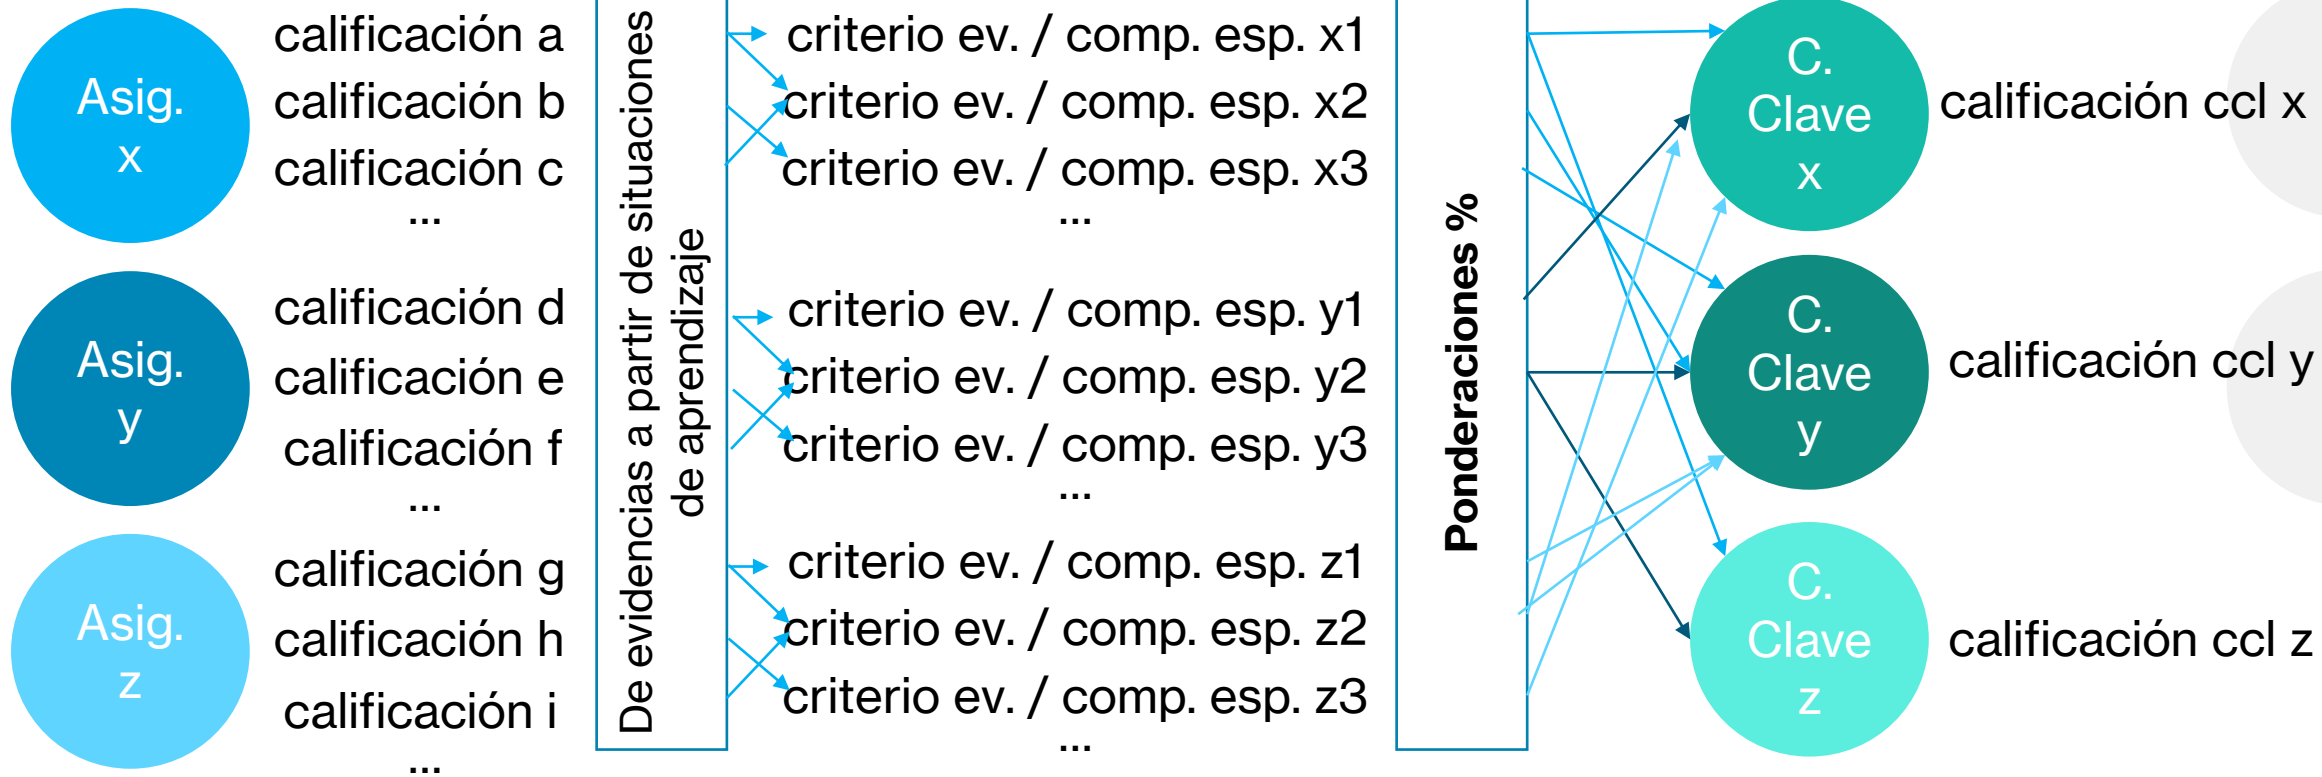 Asig.
x
calificación a
calificación b
calificación c
...
Asig.
y
calificación d
calificación e
calificación f
...
Asig.
z
calificación g
calificación h
calificación i
...
De evidencias a partir de situaciones
de aprendizaje
criterio ev. / comp. esp. x1
criterio ev. / comp. esp. x2
criterio ev. / comp. esp. x3
...
criterio ev. / comp. esp. y1
criterio ev. / comp. esp. y2
criterio ev. / comp. esp. y3
...
criterio ev. / comp. esp. z1
criterio ev. / comp. esp. z2
criterio ev. / comp. esp. z3
...
Ponderaciones %
C.
Clave
x
calificación ccl x
C.
Clave
y
calificación ccl y
C.
Clave
z
calificación ccl z